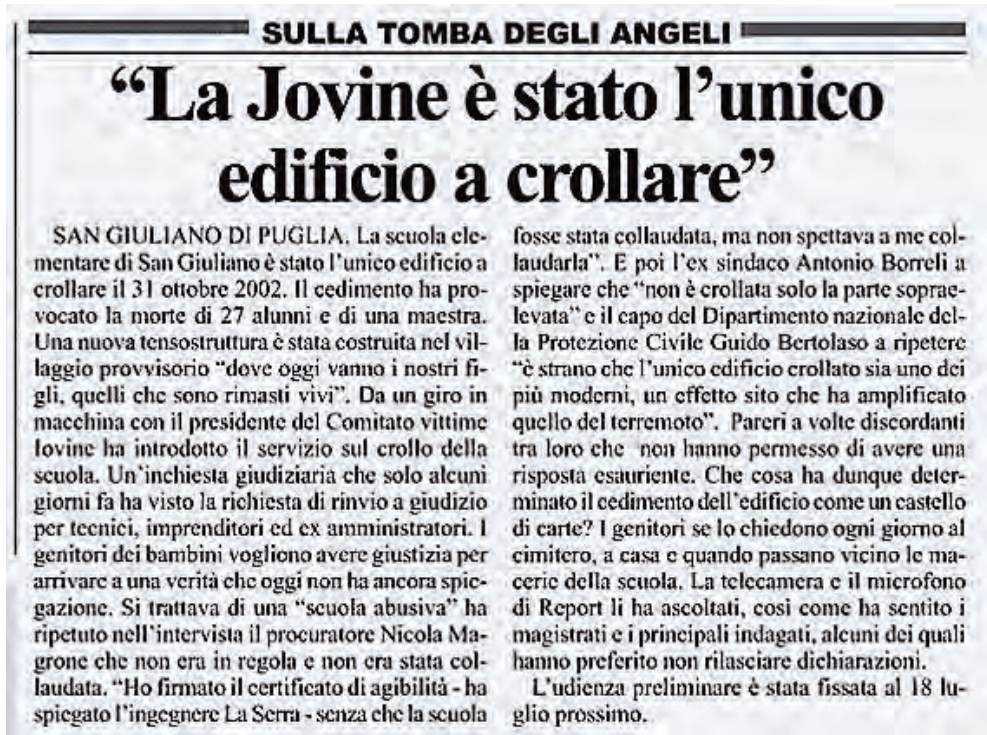 SULLA TOMBA DEGLI ANGELI
“La Jovine è stato l’unico
edificio a crollare”
SAN GIULIANO DI PUGLIA. La scuola ele-
mentare di San Giuliano è stato l’unico edificio a
crollare il 31 ottobre 2002. Il cedimento ha pro-
vocato la morte di 27 alunni e di una maestra.
Una nuova tensostruttura è stata costruita nel vil-
laggio provvisorio “dove oggi vanno i nostri fi-
gli, quelli che sono rimasti vivi”. Da un giro in
macchina con il presidente del Comitato vittime
Iovine ha introdotto il servizio sul crollo della
scuola. Un’inchiesta giudiziaria che solo alcuni
giorni fa ha visto la richiesta di rinvio a giudizio
per tecnici, imprenditori ed ex amministratori. I
genitori dei bambini vogliono avere giustizia per
arrivare a una verità che oggi non ha ancora spie-
gazione. Si trattava di una “scuola abusiva” ha
ripetuto nell’intervista il procuratore Nicola Ma-
grone che non era in regola e non era stata col-
laudata. “Ho firmato il certificato di agibilità - ha
spiegato l’ingegnere La Serra - senza che la scuola
fosse stata collaudata, ma non spettava a me col-
laudarla”. E poi l’ex sindaco Antonio Borreli a
spiegare che “non è crollata solo la parte soprae-
levata” e il capo del Dipartimento nazionale del-
la Protezione Civile Guido Bertolaso a ripetere
“è strano che l’unico edificio crollato sia uno dei
più moderni, un effetto sito che ha amplificato
quello del terremoto”. Pareri a volte discordanti
tra loro che non hanno permesso di avere una
risposta esauriente. Che cosa ha dunque deter-
minato il cedimento dell’edificio come un castello
di carte? I genitori se lo chiedono ogni giorno al
cimitero, a casa e quando passano vicino le ma-
cerie della scuola. La telecamera e il microfono
di Report li ha ascoltati, così come ha sentito i
magistrati e i principali indagati, alcuni dei quali
hanno preferito non rilasciare dichiarazioni.
L’udienza preliminare è stata fissata al 18 lu-
glio prossimo.